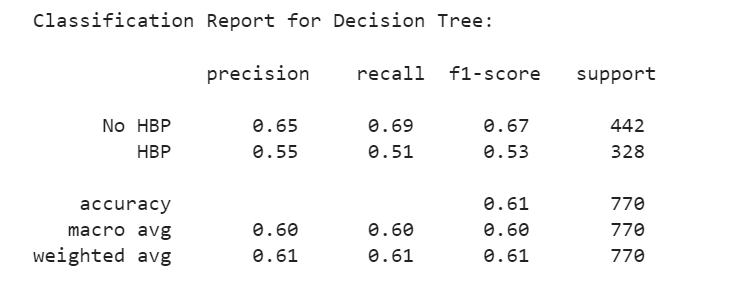 Classification Report for Decision Tree:
precision recall f1-score support
No HBP 0.65 0.69 0.67 442
HBP 0.55 0.51 0.53 328
accuracy 0.61 770
macro avg 0.60 0.60 0.60 770
weighted avg 0.61 0.61 0.61 770